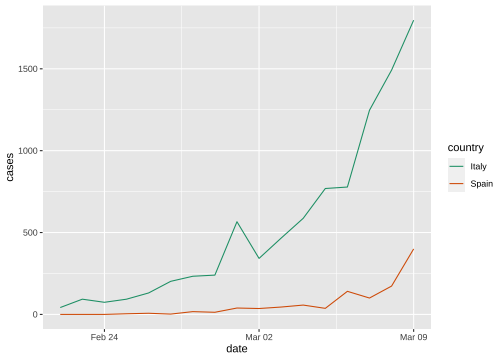 1500
1000
500
0
cases
Feb 24
Mar 02
Mar 09
date
country
Italy
Spain